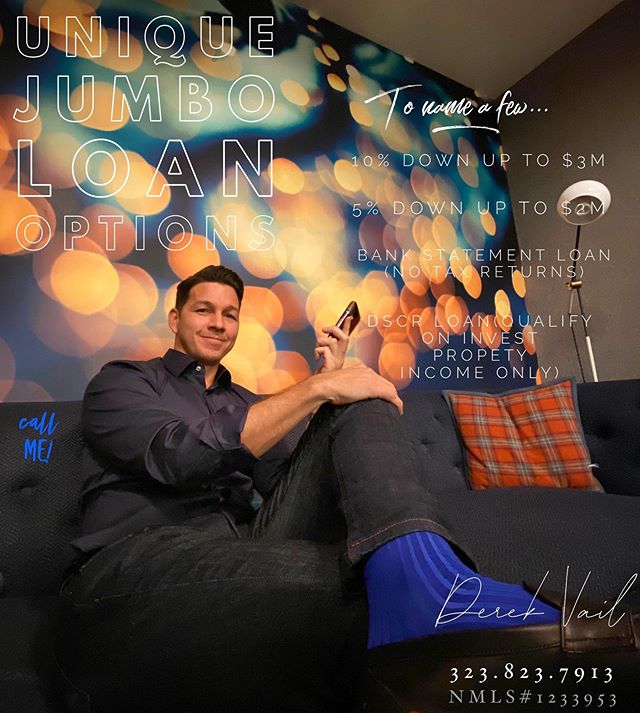 UNIQUE
JUMBO
LOAN
OPTIONS
To name a few...
10% DOWN UP TO $3M
5% DOWN UP TO $2M
BANK STATEMENT LOAN
(NO TAX RETURNS)
DSCR LOAN(QUALIFY
ON INVEST
PROPETY
INCOME ONLY)
call
ME!
Derek Vail
323.823.7913
NMLS#1233953